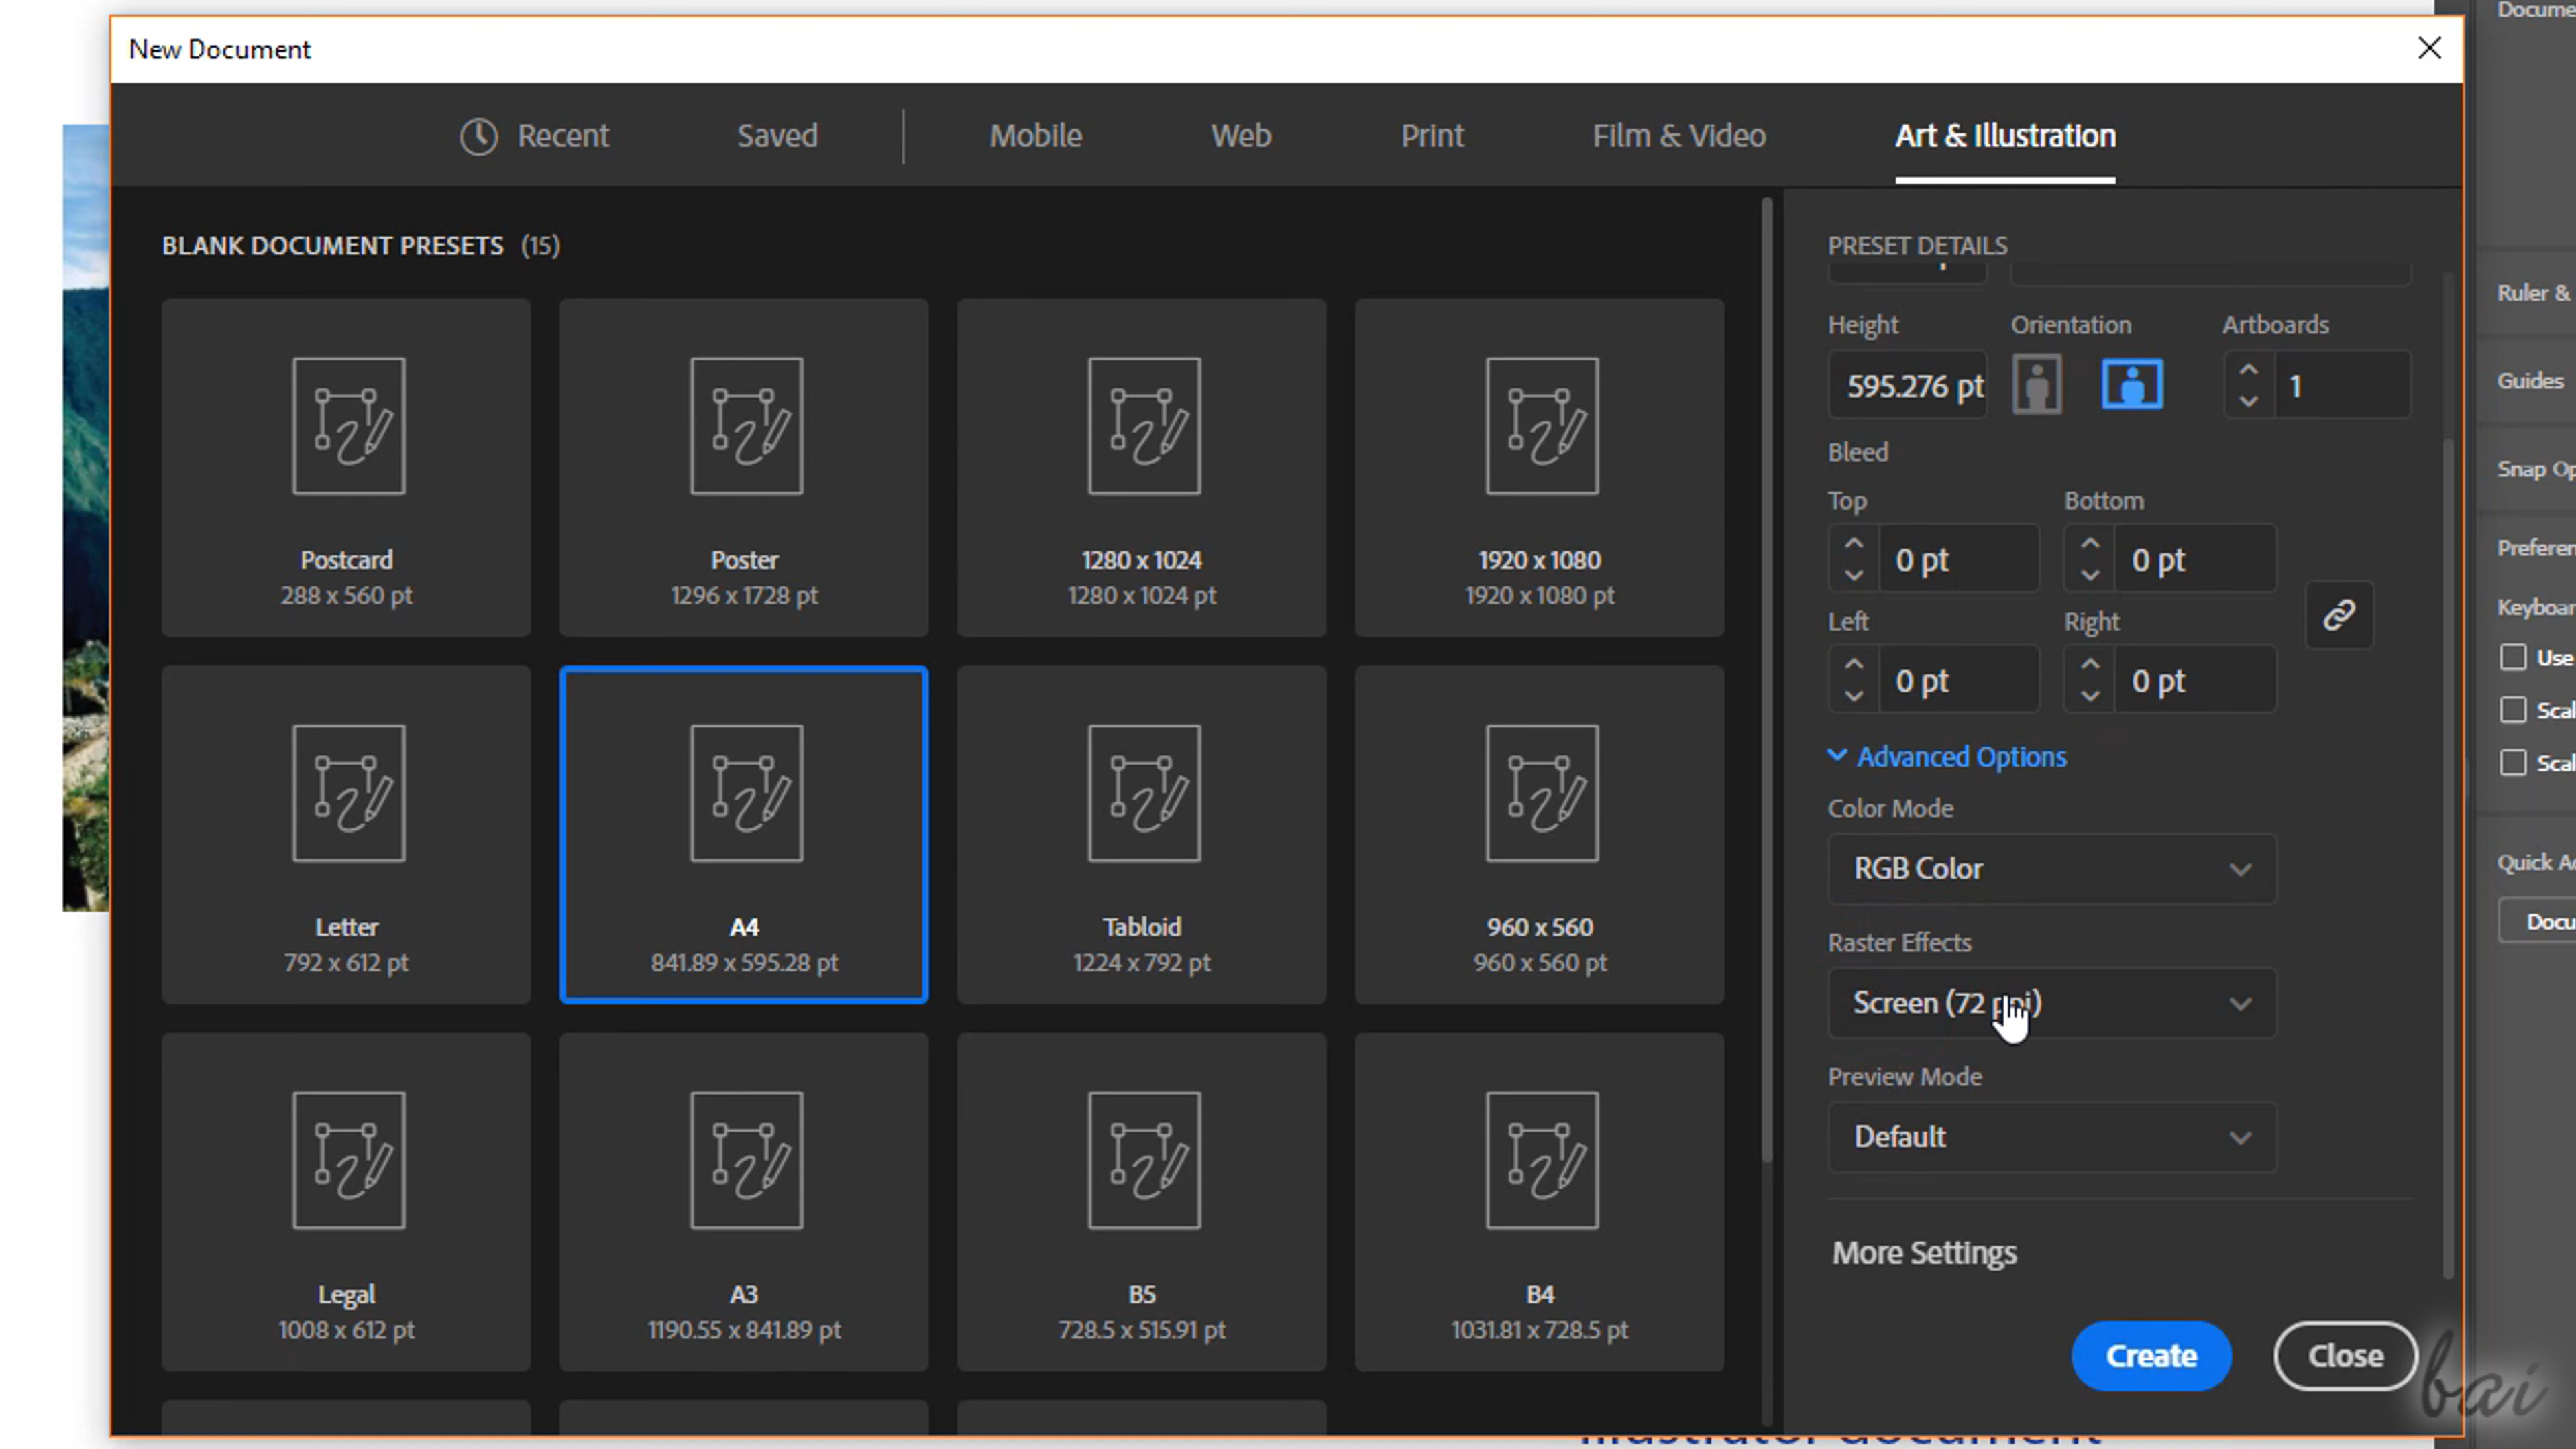 New Document
Recent Saved Mobile Web Print Film & Video Art & Illustration
BLANK DOCUMENT PRESETS (15)
Postcard
288 x 560 pt
Poster
1296 x 1728 pt
1280 x 1024
1280 x 1024 pt
1920 x 1080
1920 x 1080 pt
Letter
792 x 612 pt
A4
841.89 x 595.28 pt
Tabloid
1224 x 792 pt
960 x 560
960 x 560 pt
Legal
1008 x 612 pt
A3
1190.55 x 841.89 pt
B5
728.5 x 515.91 pt
B4
1031.81 x 728.5 pt
PRESET DETAILS
Height Orientation Artboards
595.276 pt 1
Bleed
Top Bottom
0 pt 0 pt
Left Right
0 pt 0 pt
Advanced Options
Color Mode
RGB Color
Raster Effects
Screen (72 ppi)
Preview Mode
Default
More Settings
Create Close
Docume
Ruler &
Guides
Snap Op
Preferen
Keyboar
Use
Scal
Scal
Quick Ac
Docu
bai